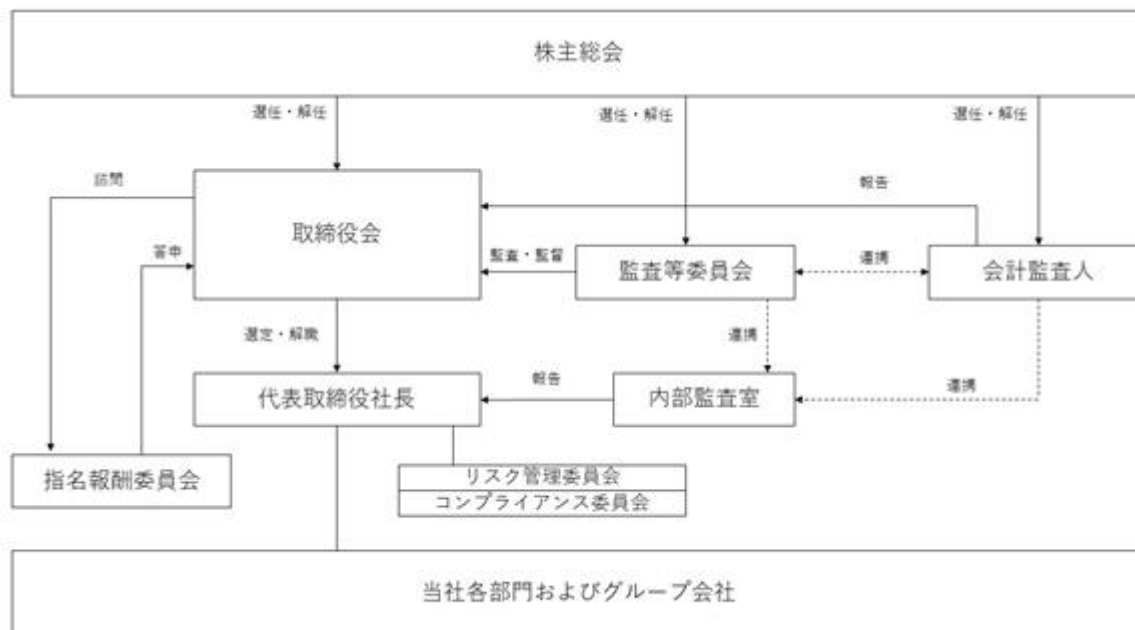 株主総会
選任・解任
選任・解任
選任・解任
諮問
報告
取締役会
答申
監査・監督
監査等委員会
連携
会計監査人
選定・解職
連携
代表取締役社長
報告
内部監査室
連携
指名報酬委員会
リスク管理委員会
コンプライアンス委員会
当社各部門およびグループ会社